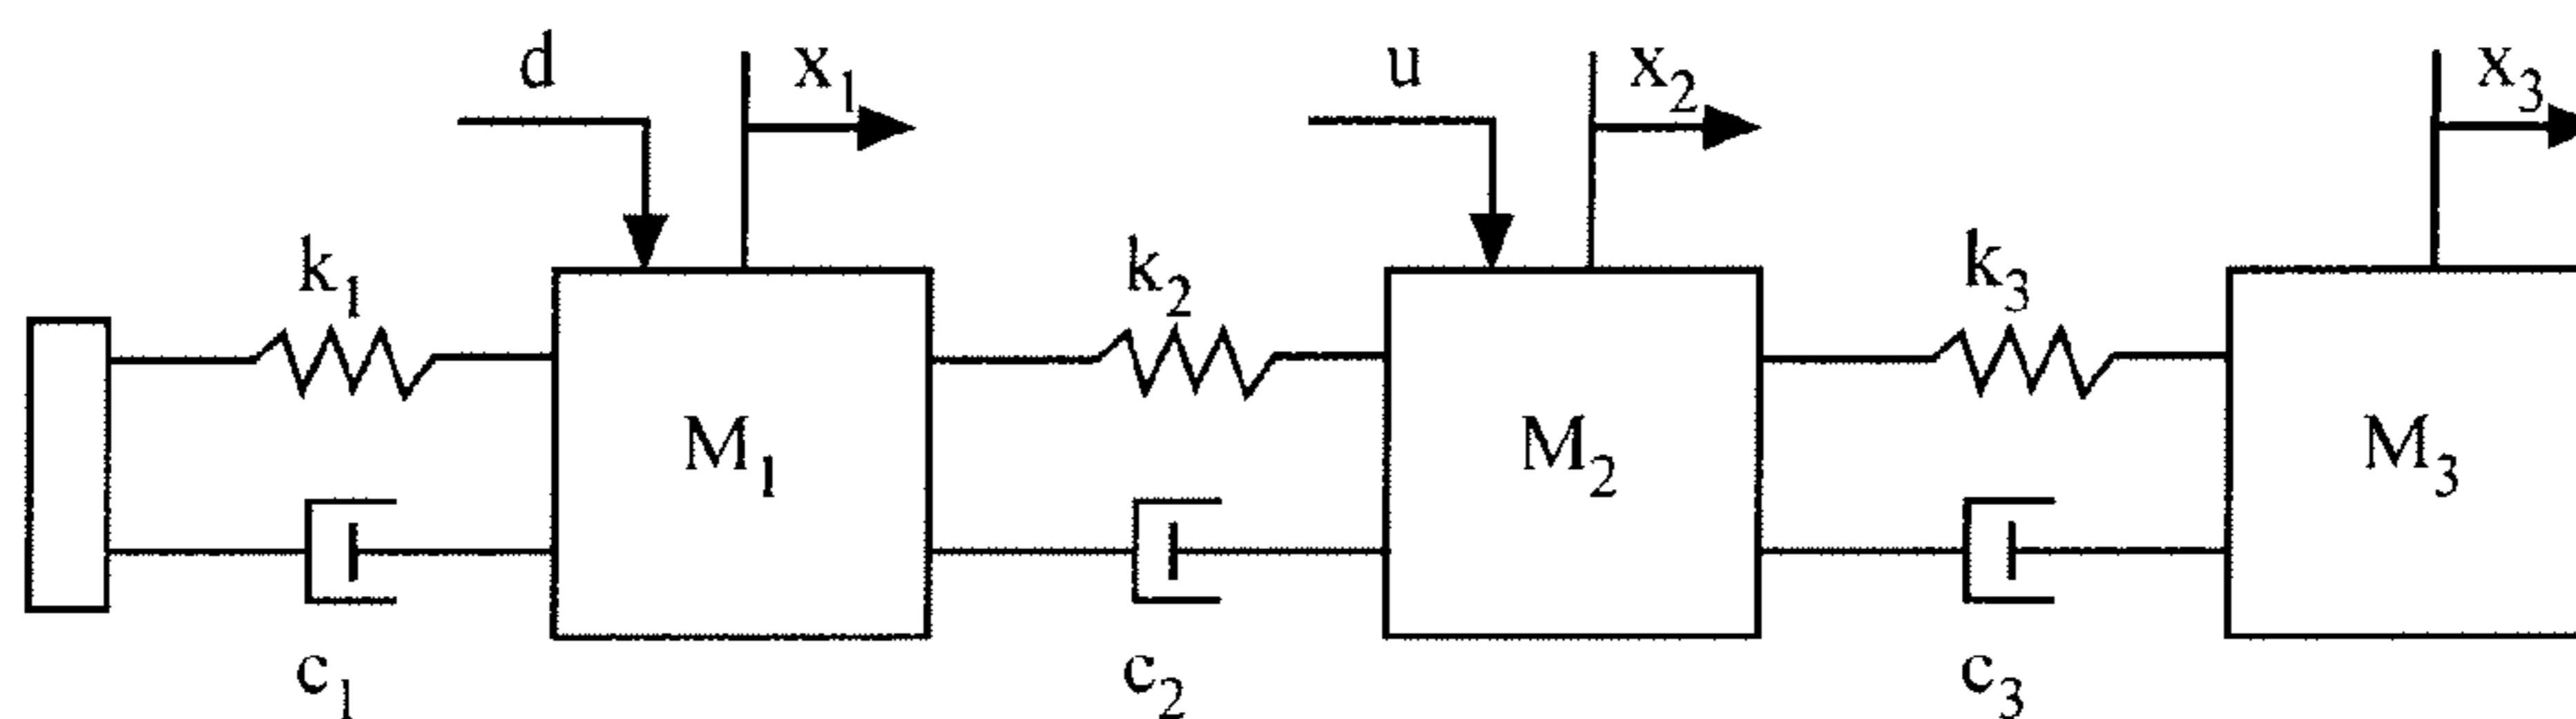 d x₁ u x₂ x₃
k₁ k₂ k₃
M₁ M₂ M₃
c₁ c₂ c₃